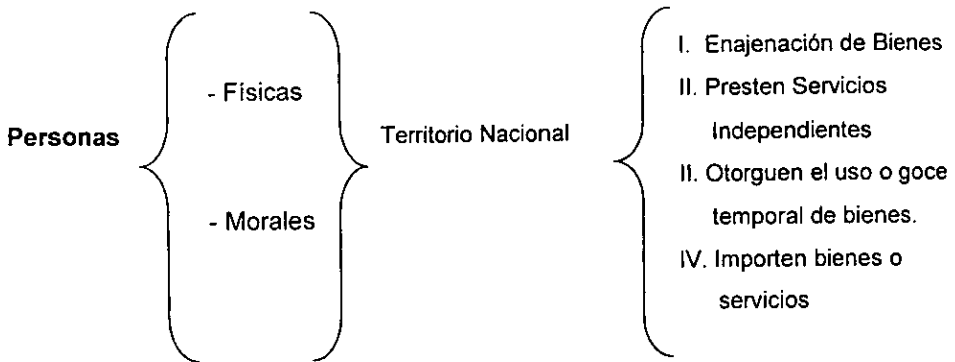 Personas
- Físicas
- Morales
Territorio Nacional
I. Enajenación de Bienes
II. Presten Servicios
Independientes
II. Otorguen el uso o goce
temporal de bienes.
IV. Importen bienes o
servicios